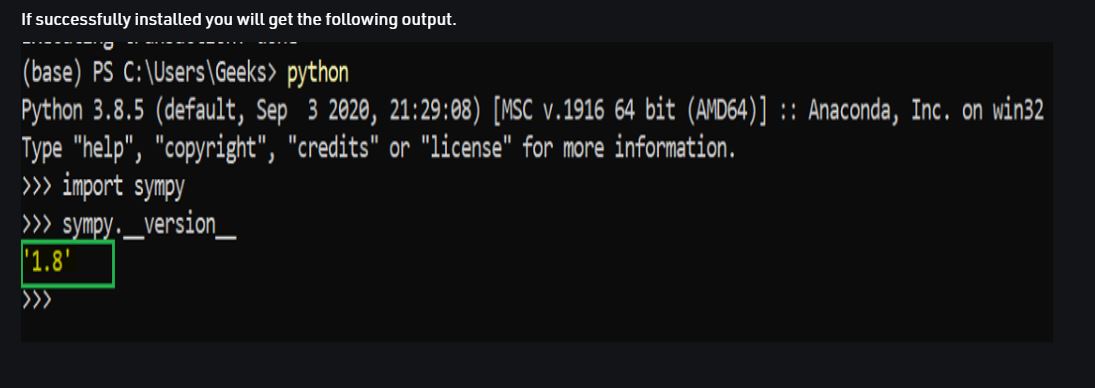 If successfully installed you will get the following output.
(base) PS C:\Users\Geeks> python
Python 3.8.5 (default, Sep  3 2020, 21:29:08) [MSC v.1916 64 bit (AMD64)] :: Anaconda, Inc. on win32
Type "help", "copyright", "credits" or "license" for more information.
>>> import sympy
>>> sympy.__version__
'1.8'
>>>